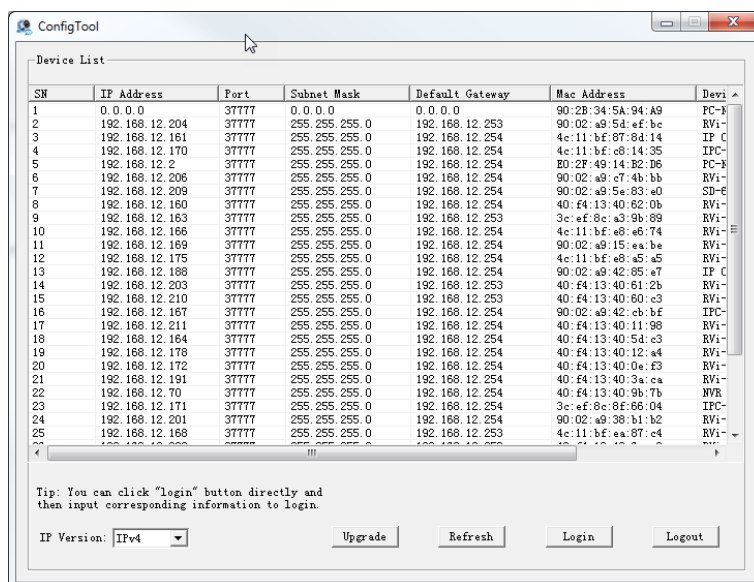 ConfigTool
Device List
SN IP Address Port Subnet Mask Default Gateway Mac Address Devi
1 0.0.0.0 37777 0.0.0.0 0.0.0.0 90:2B:34:5A:94:A9 PC-
2 192.168.12.204 37777 255.255.255.0 192.168.12.253 90:02:a9:5d:ef:bc RVi-
3 192.168.12.161 37777 255.255.255.0 192.168.12.254 4c:11:bf:87:8d:14 IP C
4 192.168.12.170 37777 255.255.255.0 192.168.12.254 4c:11:bf:c8:14:35 IPC-
5 192.168.12.2 37777 255.255.255.0 192.168.12.254 E0:2F:49:14:B2:D6 PC-
6 192.168.12.206 37777 255.255.255.0 192.168.12.254 90:02:a9:c7:4b:bb RVi-
7 192.168.12.209 37777 255.255.255.0 192.168.12.254 90:02:a9:5e:83:e0 SD-6
8 192.168.12.160 37777 255.255.255.0 192.168.12.254 40:f4:13:40:62:0b RVi-
9 192.168.12.163 37777 255.255.255.0 192.168.12.253 3c:ef:8c:a3:9b:89 RVi-
10 192.168.12.166 37777 255.255.255.0 192.168.12.254 4c:11:bf:e8:e6:74 RVi-
11 192.168.12.169 37777 255.255.255.0 192.168.12.254 90:02:a9:15:ea:be RVi-
12 192.168.12.175 37777 255.255.255.0 192.168.12.254 4c:11:bf:e8:a5:a5 RVi-
13 192.168.12.188 37777 255.255.255.0 192.168.12.254 90:02:a9:42:85:e7 IP C
14 192.168.12.203 37777 255.255.255.0 192.168.12.253 40:f4:13:40:61:2b RVi-
15 192.168.12.210 37777 255.255.255.0 192.168.12.253 40:f4:13:40:60:c3 RVi-
16 192.168.12.167 37777 255.255.255.0 192.168.12.254 90:02:a9:42:cb:bf IPC-
17 192.168.12.211 37777 255.255.255.0 192.168.12.254 40:f4:13:40:11:98 RVi-
18 192.168.12.164 37777 255.255.255.0 192.168.12.254 40:f4:13:40:5d:c3 RVi-
19 192.168.12.178 37777 255.255.255.0 192.168.12.254 40:f4:13:40:12:a4 RVi-
20 192.168.12.172 37777 255.255.255.0 192.168.12.254 40:f4:13:40:0e:f3 RVi-
21 192.168.12.191 37777 255.255.255.0 192.168.12.254 40:f4:13:40:3a:ca RVi-
22 192.168.12.70 37777 255.255.255.0 192.168.12.254 40:f4:13:40:9b:7b NVR
23 192.168.12.171 37777 255.255.255.0 192.168.12.254 3c:ef:8c:8f:66:04 IPC-
24 192.168.12.201 37777 255.255.255.0 192.168.12.254 90:02:a9:38:b1:b2 RVi-
25 192.168.12.168 37777 255.255.255.0 192.168.12.254 4c:11:bf:ea:87:c4 RVi-
Tip: You can click "login" button directly and
then input corresponding information to login.
IP Version: IPv4 Upgrade Refresh Login Logout